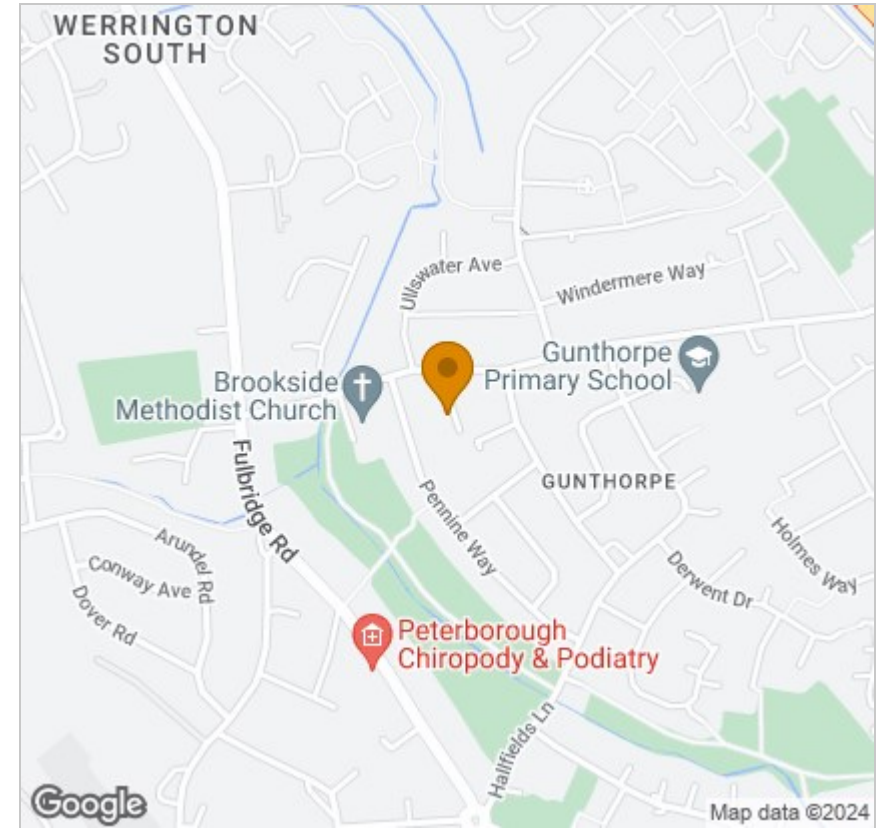 WERRINGTON
SOUTH
Ullswater Ave
Windermere Way
Gunthorpe
Primary School
Brookside
Methodist Church
GUNTHORPE
Fulbridge Rd
Pennine Way
Arundel Rd
Conway Ave
Dover Rd
Holmes Way
Derwent Dr
Peterborough
Chiropody & Podiatry
Hallfields Ln
Google
Map data ©2024